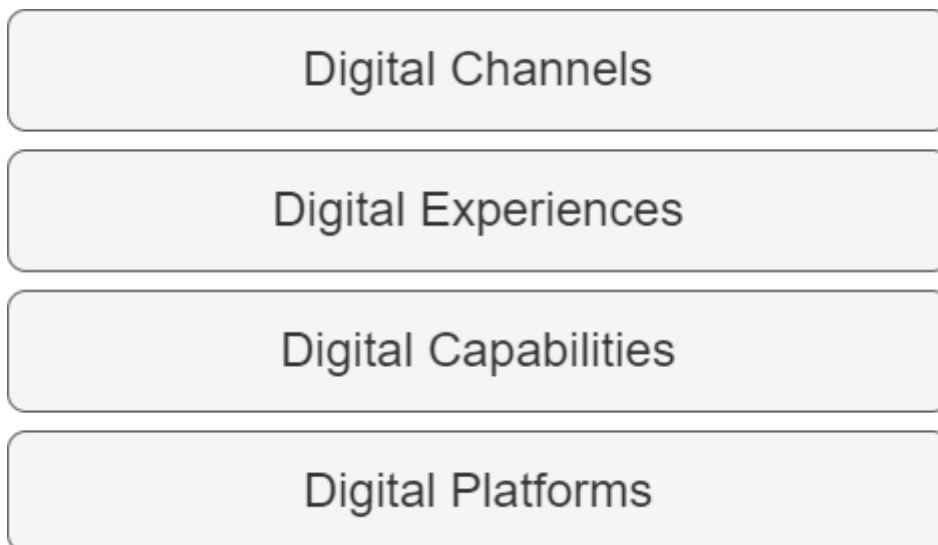 Digital Channels
Digital Experiences
Digital Capabilities
Digital Platforms